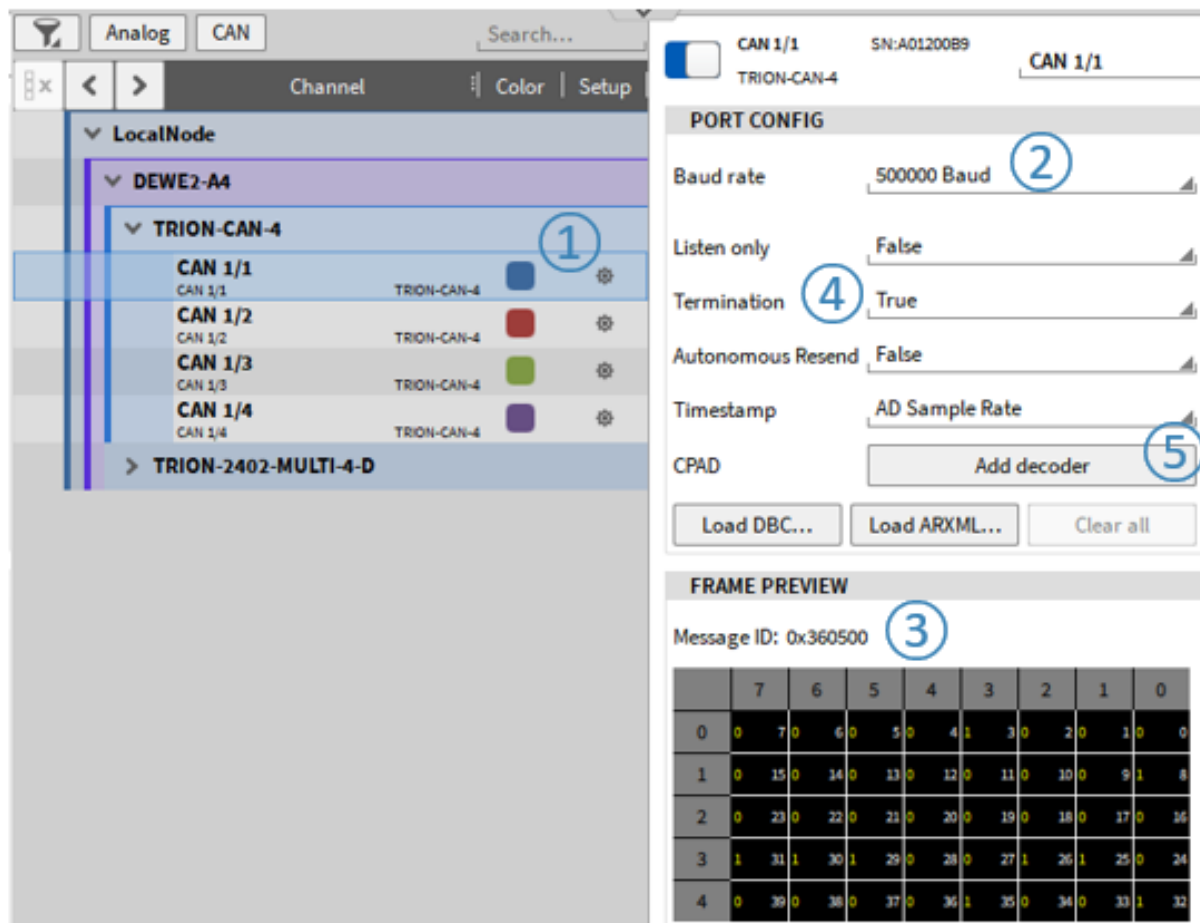 Analog CAN Search...
Channel Color Setup
LocalNode
DEWE2-A4
TRION-CAN-4
1
CAN 1/1
CAN 1/1 TRION-CAN-4
CAN 1/2
CAN 1/2 TRION-CAN-4
CAN 1/3
CAN 1/3 TRION-CAN-4
CAN 1/4
CAN 1/4 TRION-CAN-4
TRION-2402-MULTI-4-D
CAN 1/1 SN:A01200B9 CAN 1/1
TRION-CAN-4
PORT CONFIG
Baud rate 500000 Baud 2
Listen only False
Termination 4 True
Autonomous Resend False
Timestamp AD Sample Rate
CPAD Add decoder 5
Load DBC... Load ARXML... Clear all
FRAME PREVIEW
Message ID: 0x360500 3
7 6 5 4 3 2 1 0
0 0 7 0 6 0 5 0 4 1 3 0 2 0 1 0 0
1 0 15 0 14 0 13 0 12 0 11 0 10 0 9 1 8
2 0 23 0 22 0 21 0 20 0 19 0 18 0 17 0 16
3 1 31 1 30 1 29 0 28 0 27 1 26 1 25 0 24
4 0 39 0 38 0 37 0 36 1 35 0 34 0 33 1 32